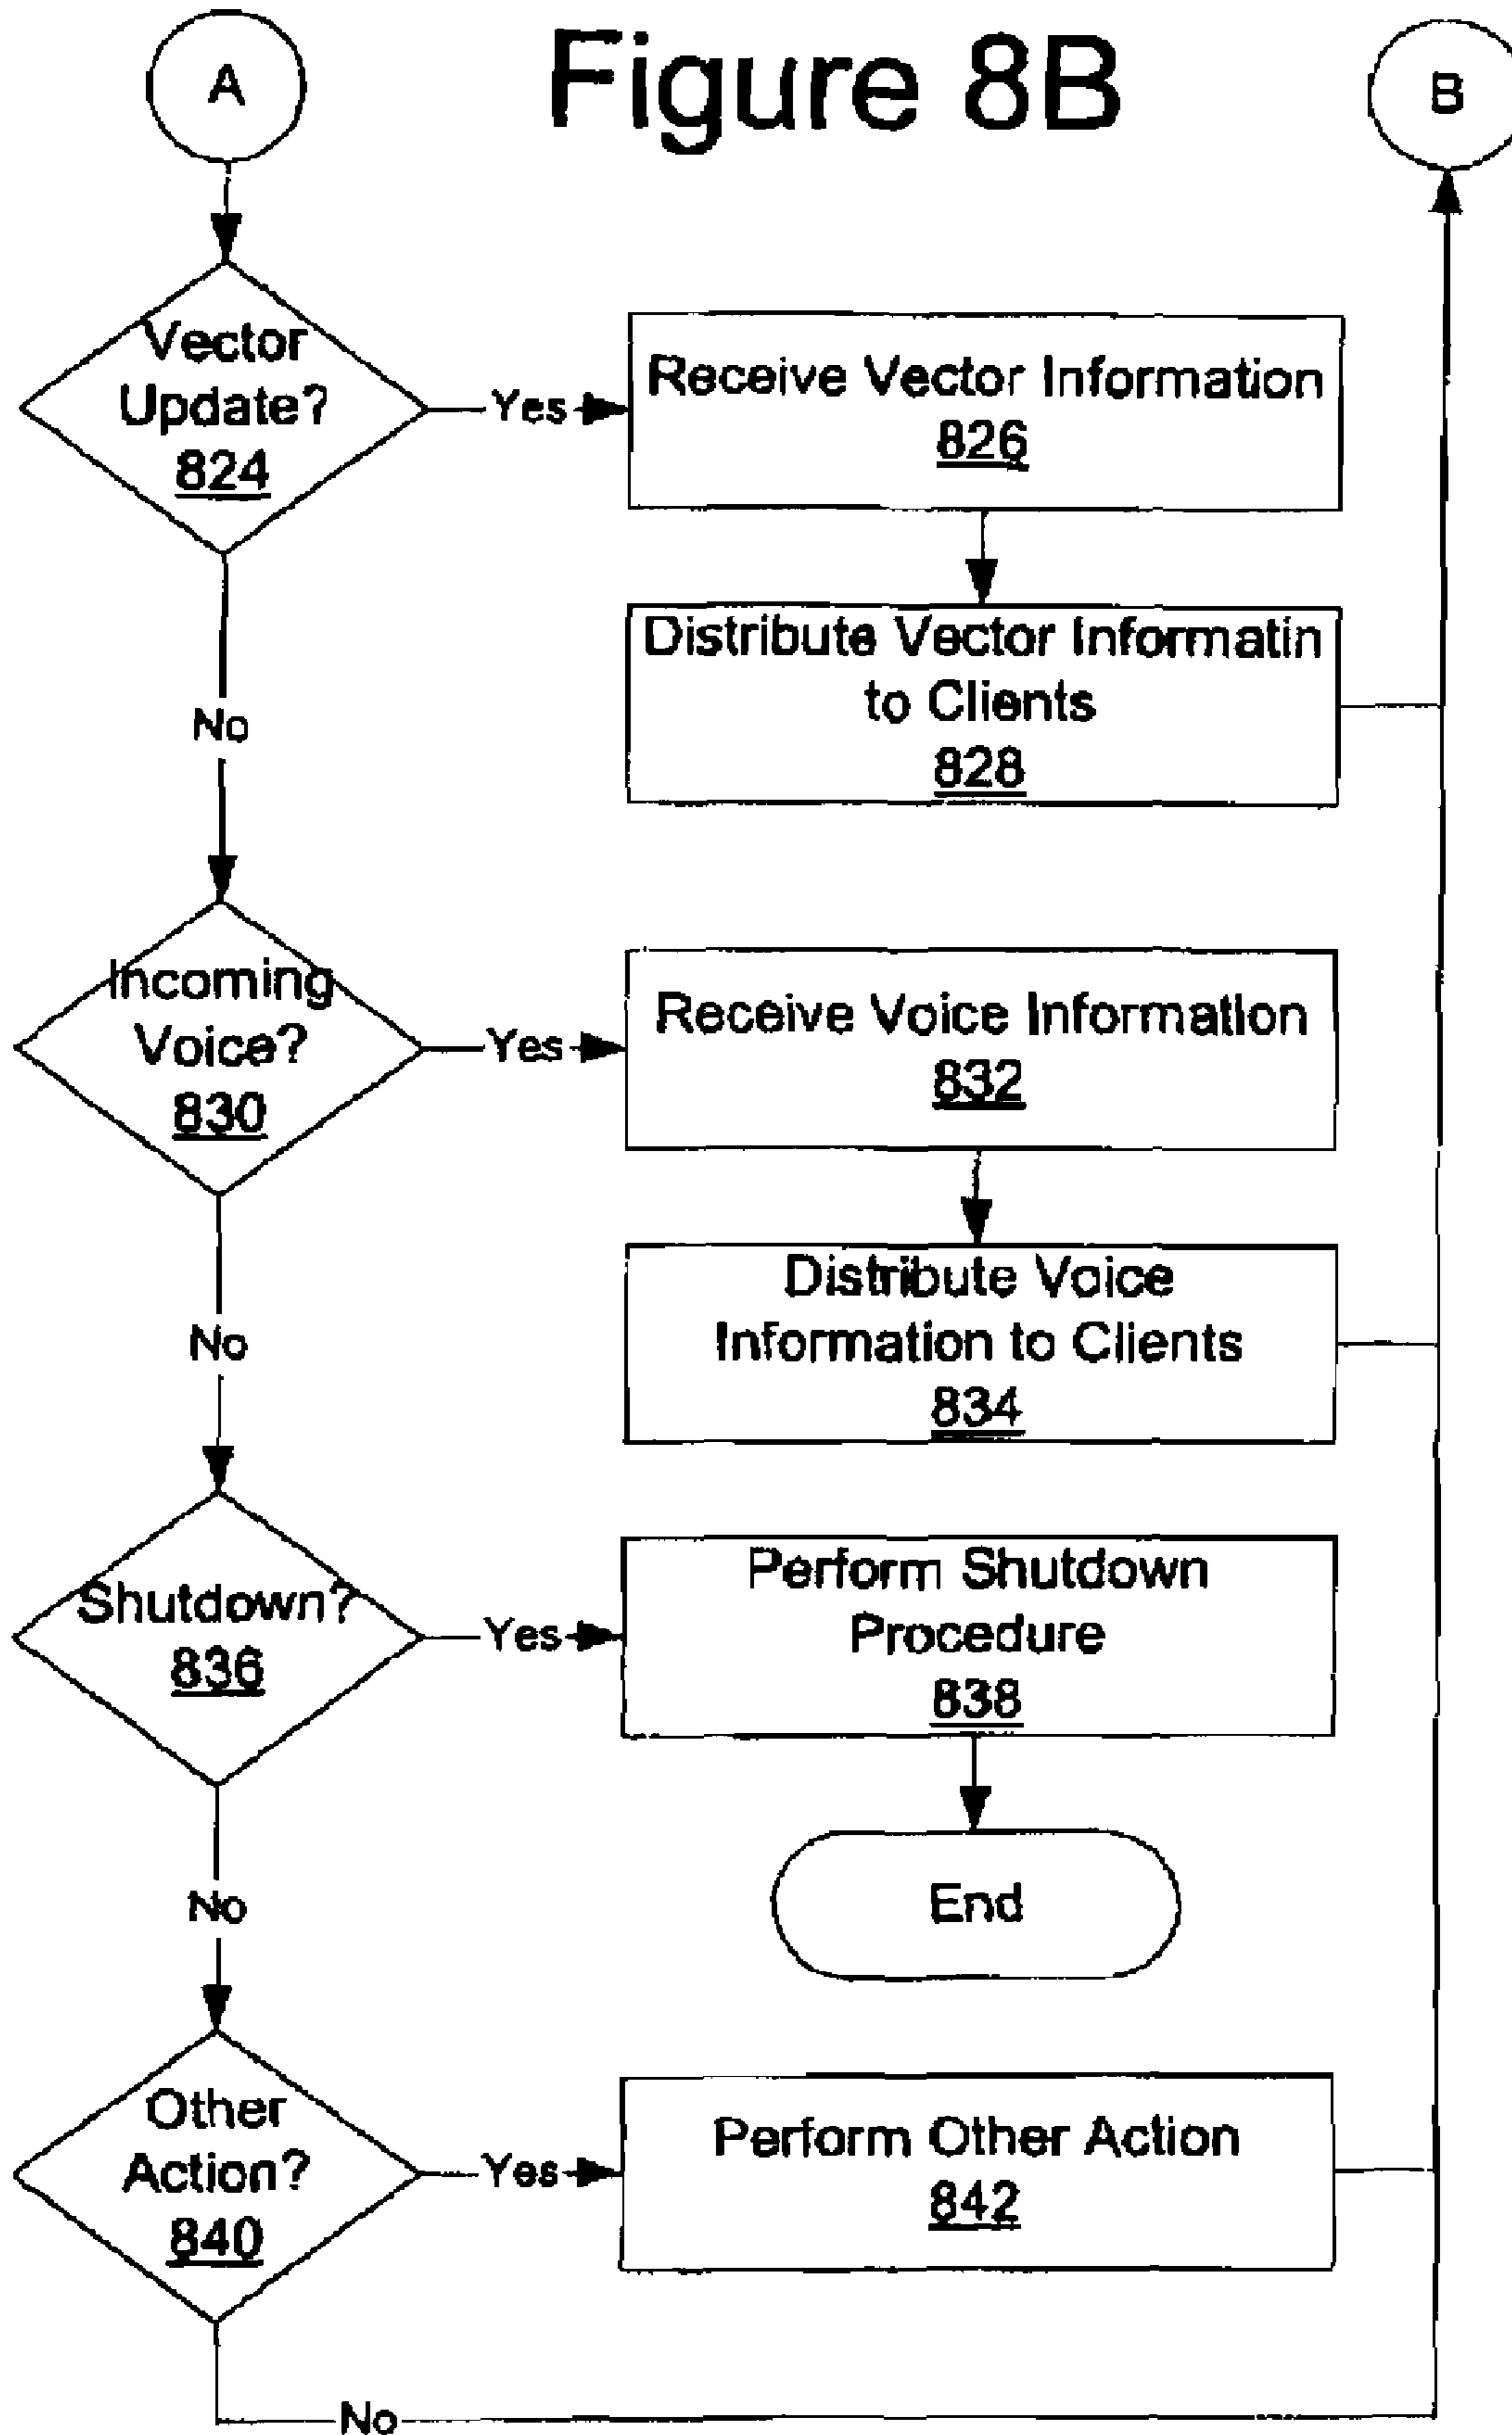 Figure 8B
A
B
Vector
Update?
824
Yes
Receive Vector Information
826
Distribute Vector Informatin
to Clients
828
No
Incoming
Voice?
830
Yes
Receive Voice Information
832
Distribute Voice
Information to Clients
834
No
Shutdown?
836
Yes
Perform Shutdown
Procedure
838
End
No
Other
Action?
840
Yes
Perform Other Action
842
No